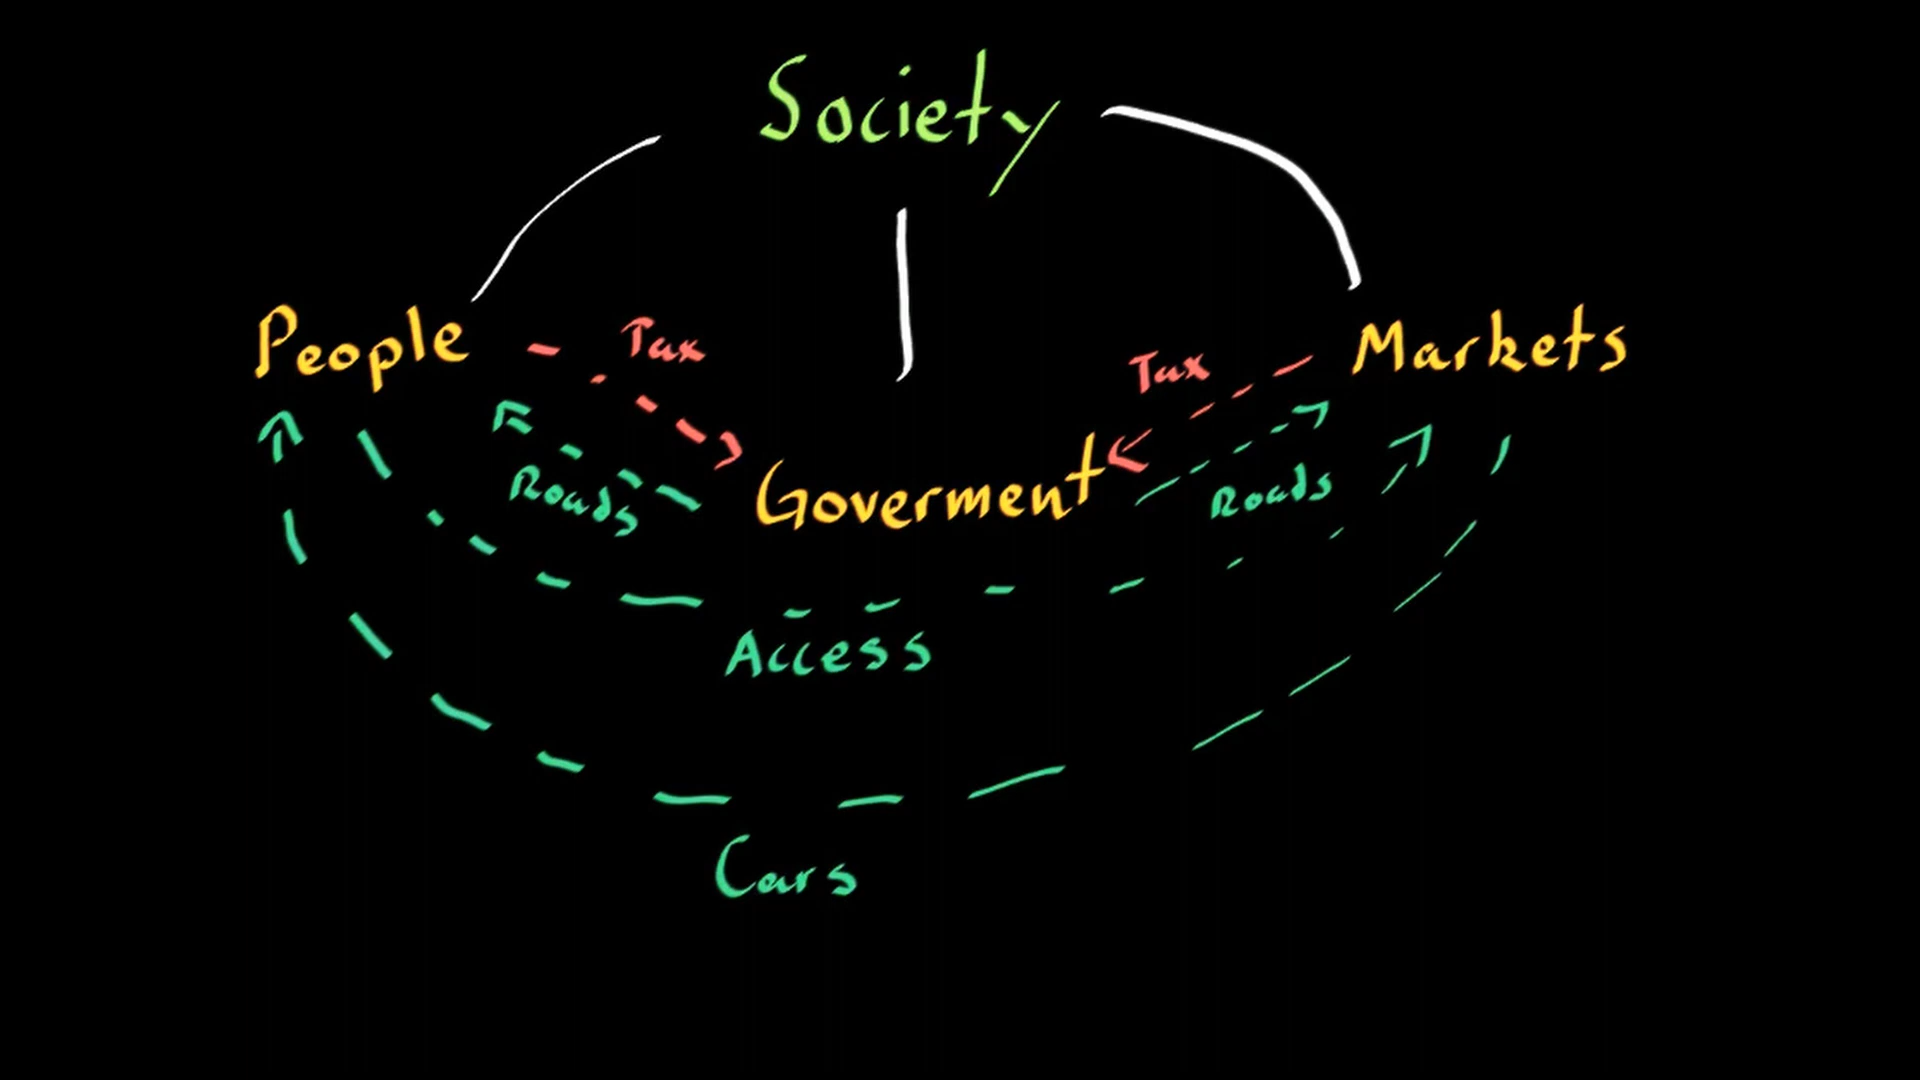 Society
People
Tax
Tax
Markets
Roads
Goverment
Roads
Access
Cars